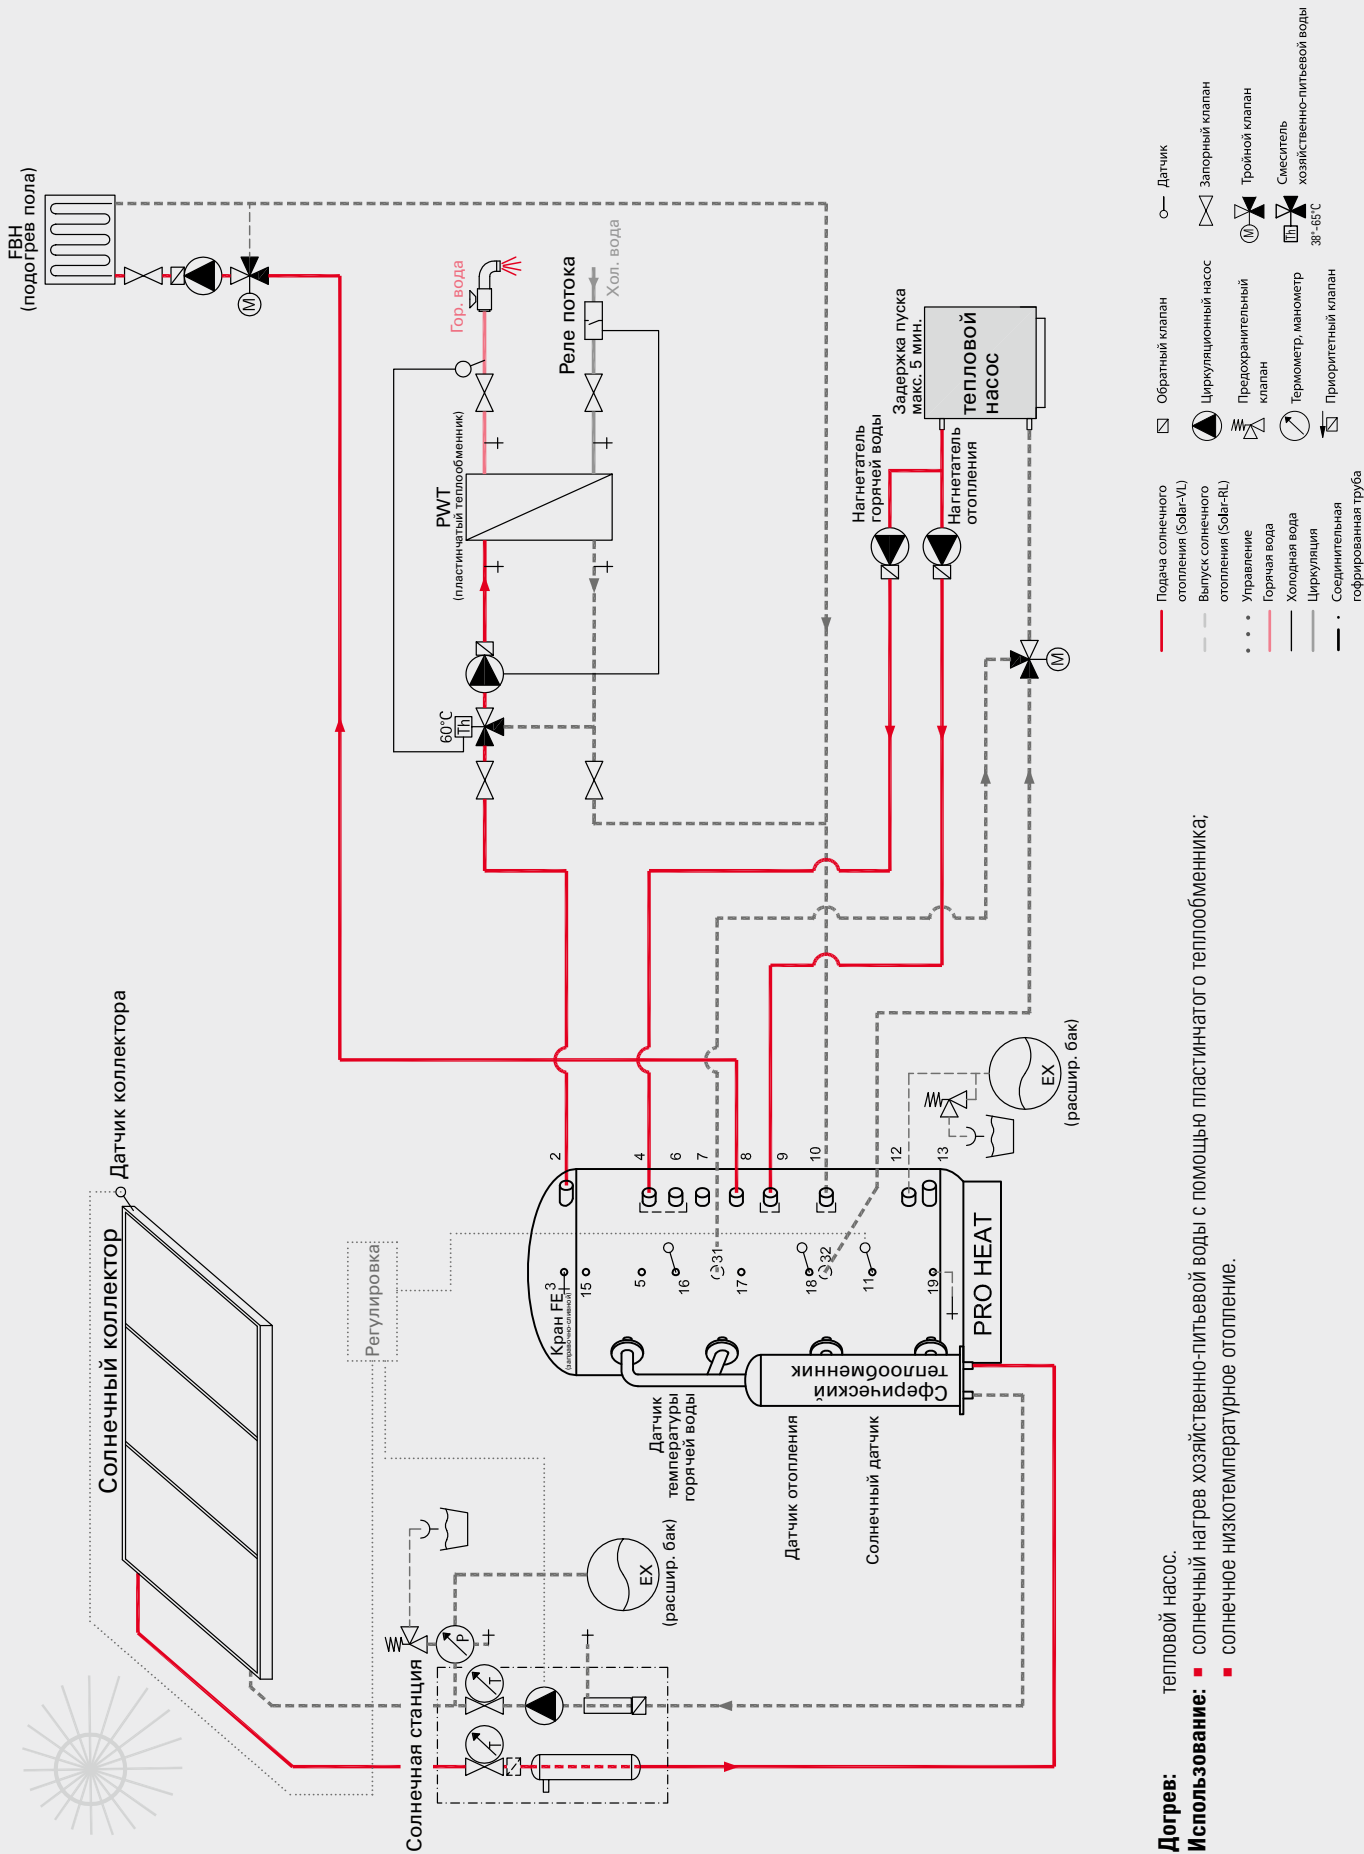 Солнечный коллектор
Датчик коллектора
FBH
(подогрев пола)
M
Регулировка
Солнечная станция
T
T
P
EX
(расшир. бак)
Кран FE
(заправочно-сливной)
3
15
5
16
31
17
18
32
11
19
2
4
6
7
8
9
10
12
13
PRO HEAT
Сферический
теплообменник
Датчик
температуры
горячей воды
Датчик отопления
Солнечный датчик
EX
(расшир. бак)
60°C
Th
PWT
(пластинчатый теплообменник)
Гор. вода
Реле потока
Хол. вода
Нагнетатель
горячей воды
Нагнетатель
отопления
Задержка пуска
макс. 5 мин.
тепловой
насос
M
Догрев: тепловой насос.
Использование: ■ солнечный нагрев хозяйственно-питьевой воды с помощью пластинчатого теплообменника;
■ солнечное низкотемпературное отопление.
Подача солнечного
отопления (Solar-VL)
Выпуск солнечного
отопления (Solar-RL)
Управление
Горячая вода
Холодная вода
Циркуляция
Соединительная
гофрированная труба
Обратный клапан
Циркуляционный насос
Предохранительный
клапан
Термометр, манометр
Приоритетный клапан
Датчик
Запорный клапан
M
Тройной клапан
Th
38°-65°C
Смеситель
хозяйственно-питьевой воды